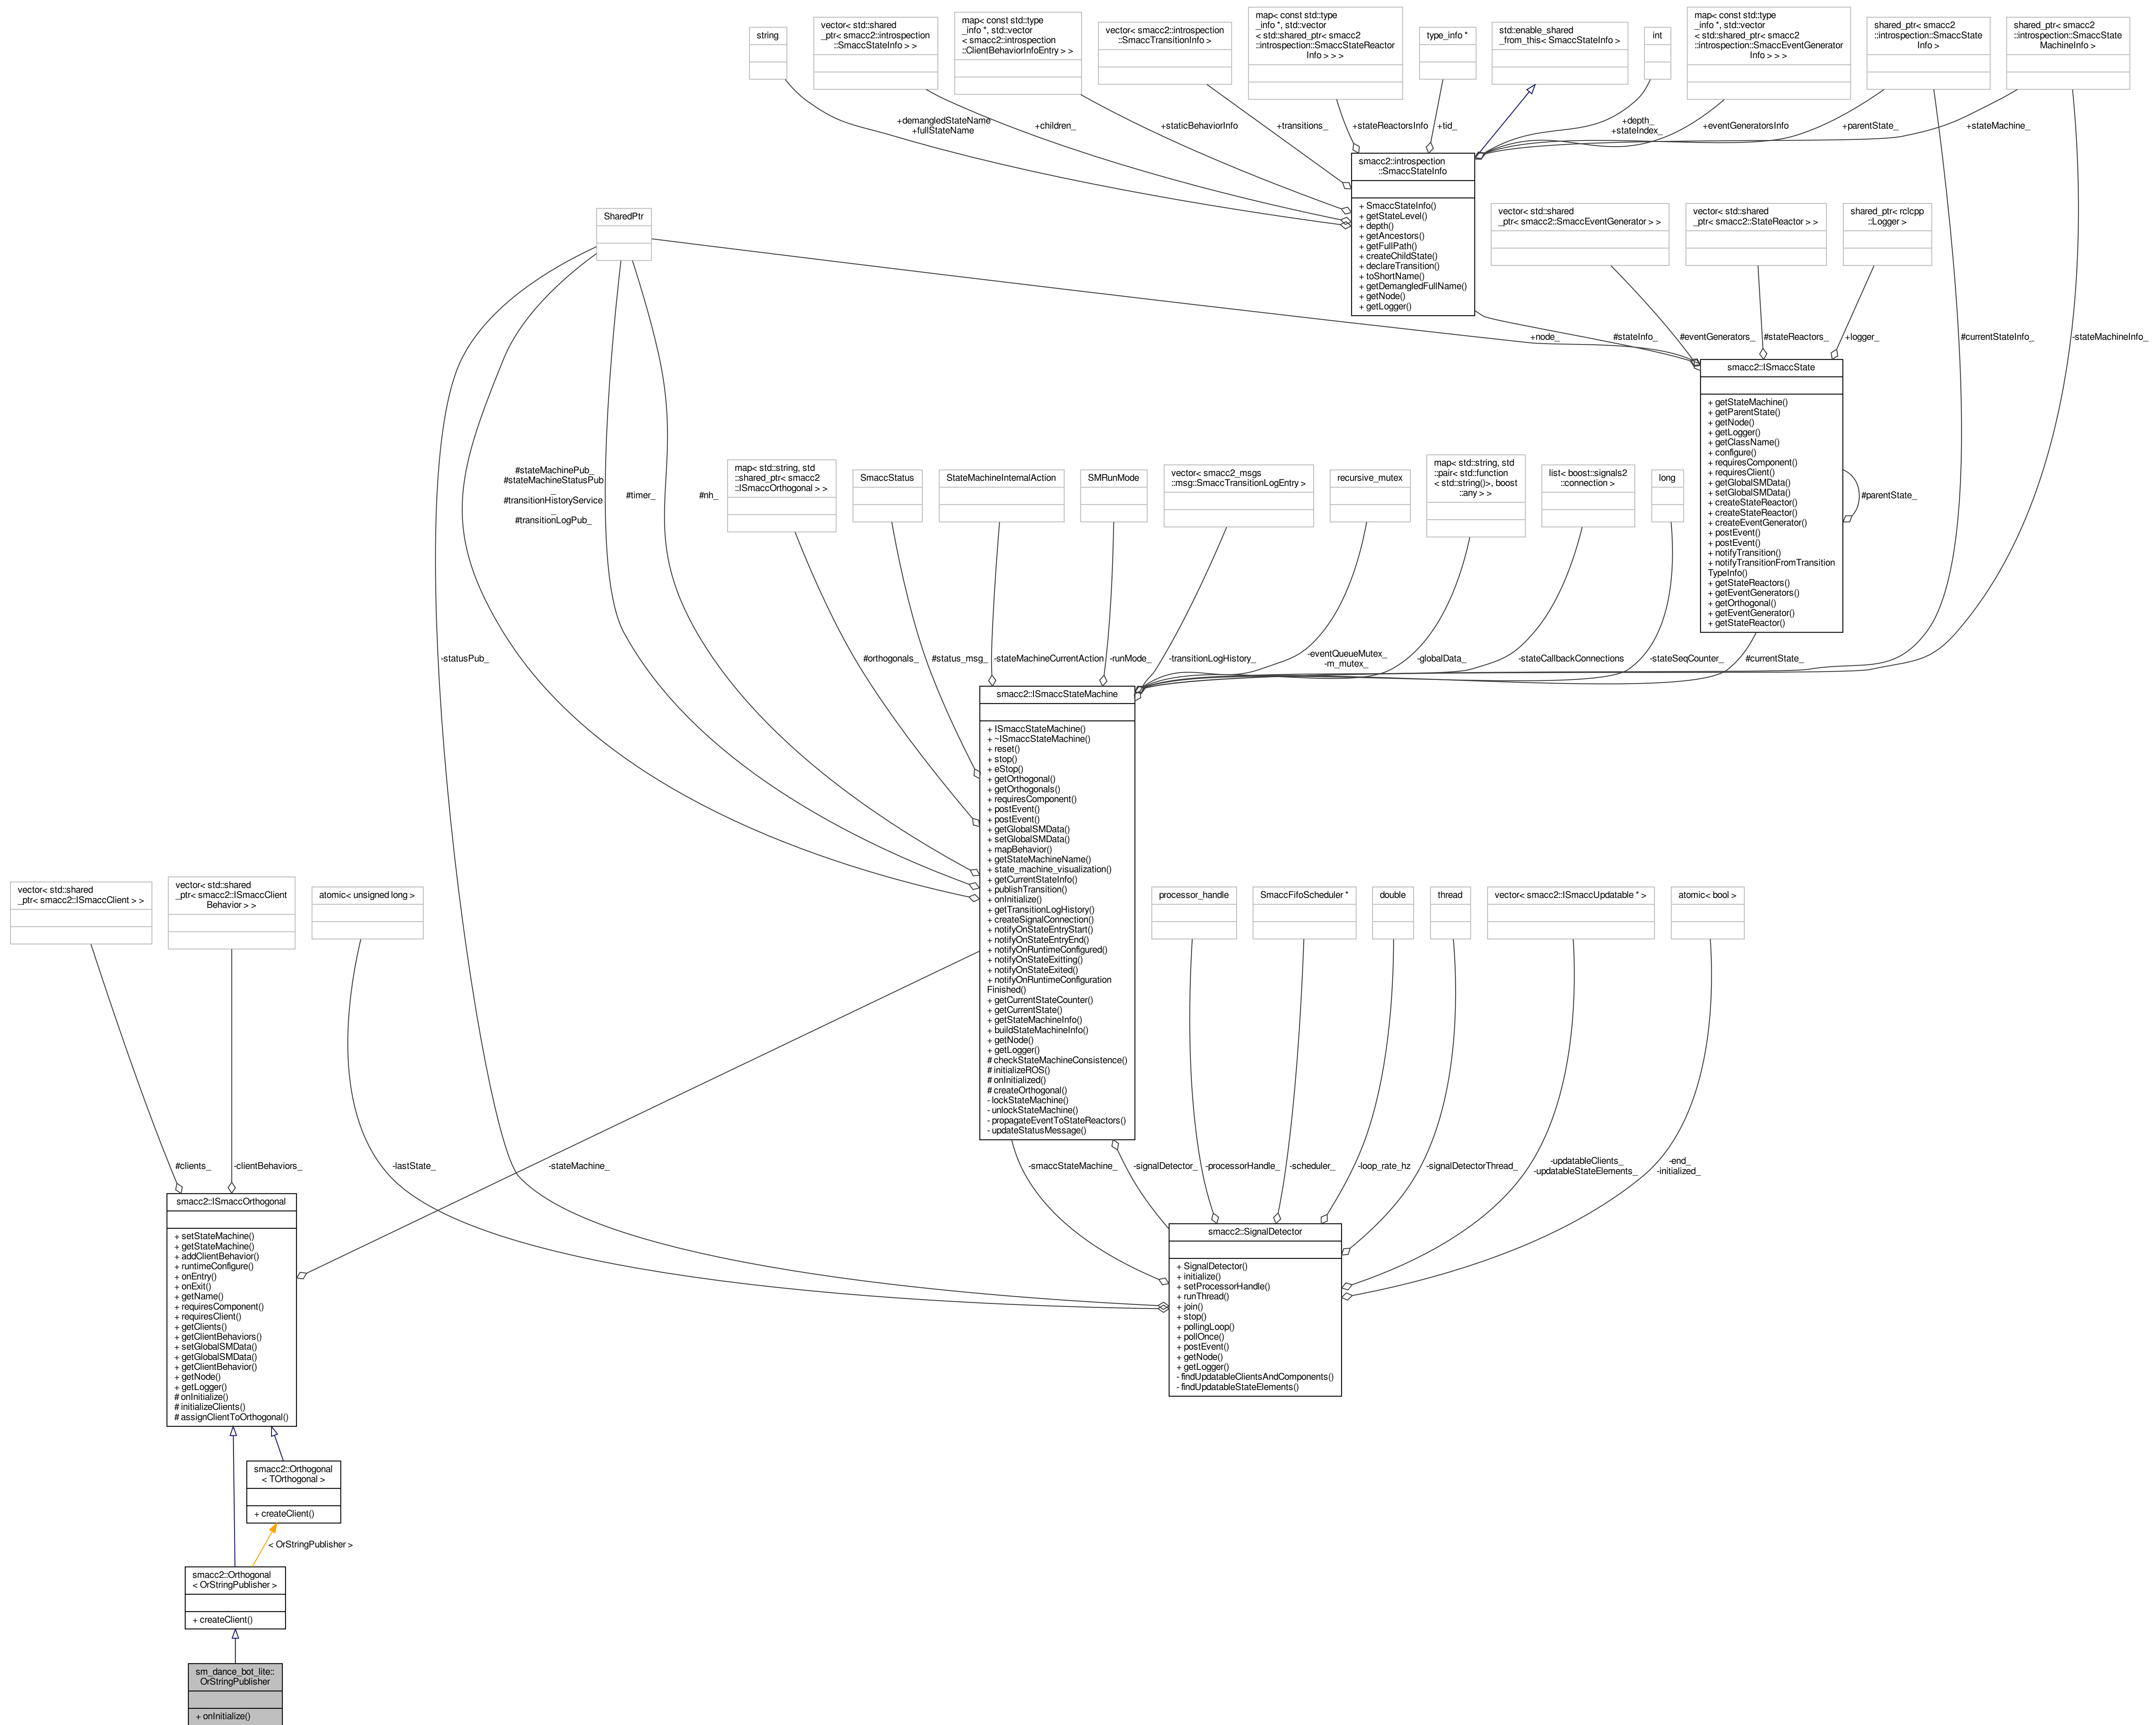 string
vector< std::shared
_ptr< smacc2::introspection
::SmaccStateInfo > >
map< const std::type
_info *, std::vector
< smacc2::introspection
::ClientBehaviorInfoEntry > >
vector< smacc2::introspection
::SmaccTransitionInfo >
map< const std::type
_info *, std::vector
< std::shared_ptr< smacc2
::introspection::SmaccStateReactor
Info > > >
type_info *
std::enable_shared
_from_this< SmaccStateInfo >
int
map< const std::type
_info *, std::vector
< std::shared_ptr< smacc2
::introspection::SmaccEventGenerator
Info > > >
shared_ptr< smacc2
::introspection::SmaccState
Info >
shared_ptr< smacc2
::introspection::SmaccState
MachineInfo >
+demangledStateName
+fullStateName
+children_
+staticBehaviorInfo
+transitions_
+stateReactorsInfo
+tid_
+depth_
+stateIndex_
+eventGeneratorsInfo
+parentState_
+stateMachine_
smacc2::introspection
::SmaccStateInfo
+ SmaccStateInfo()
+ getStateLevel()
+ depth()
+ getAncestors()
+ getFullPath()
+ createChildState()
+ declareTransition()
+ toShortName()
+ getDemangledFullName()
+ getNode()
+ getLogger()
SharedPtr
vector< std::shared
_ptr< smacc2::SmaccEventGenerator > >
vector< std::shared
_ptr< smacc2::StateReactor > >
shared_ptr< rclcpp
::Logger >
+node_
#stateInfo_
#eventGenerators_
#stateReactors_
+logger_
#currentStateInfo_
-stateMachineInfo_
smacc2::ISmaccState
+ getStateMachine()
+ getParentState()
+ getNode()
+ getLogger()
+ getClassName()
+ configure()
+ requiresComponent()
+ requiresClient()
+ getGlobalSMData()
+ setGlobalSMData()
+ createStateReactor()
+ createStateReactor()
+ createEventGenerator()
+ postEvent()
+ postEvent()
+ notifyTransition()
+ notifyTransitionFromTransition
TypeInfo()
+ getStateReactors()
+ getEventGenerators()
+ getOrthogonal()
+ getEventGenerator()
+ getStateReactor()
#parentState_
#stateMachinePub_
#stateMachineStatusPub
_
#transitionHistoryService
_
#transitionLogPub_
#timer_
#nh_
map< std::string, std
::shared_ptr< smacc2
::ISmaccOrthogonal > >
SmaccStatus
StateMachineInternalAction
SMRunMode
vector< smacc2_msgs
::msg::SmaccTransitionLogEntry >
recursive_mutex
map< std::string, std
::pair< std::function
< std::string()>, boost
::any > >
list< boost::signals2
::connection >
long
-statusPub_
#orthogonals_
#status_msg_
-stateMachineCurrentAction
-runMode_
-transitionLogHistory_
-eventQueueMutex_
-m_mutex_
-globalData_
-stateCallbackConnections
-stateSeqCounter_
#currentState_
smacc2::ISmaccStateMachine
+ ISmaccStateMachine()
+ ~ISmaccStateMachine()
+ reset()
+ stop()
+ eStop()
+ getOrthogonal()
+ getOrthogonals()
+ requiresComponent()
+ postEvent()
+ postEvent()
+ getGlobalSMData()
+ setGlobalSMData()
+ mapBehavior()
+ getStateMachineName()
+ state_machine_visualization()
+ getCurrentStateInfo()
+ publishTransition()
+ onInitialize()
+ getTransitionLogHistory()
+ createSignalConnection()
+ notifyOnStateEntryStart()
+ notifyOnStateEntryEnd()
+ notifyOnRuntimeConfigured()
+ notifyOnStateExitting()
+ notifyOnStateExited()
+ notifyOnRuntimeConfiguration
Finished()
+ getCurrentStateCounter()
+ getCurrentState()
+ getStateMachineInfo()
+ buildStateMachineInfo()
+ getNode()
+ getLogger()
# checkStateMachineConsistence()
# initializeROS()
# onInitialized()
# createOrthogonal()
- lockStateMachine()
- unlockStateMachine()
- propagateEventToStateReactors()
- updateStatusMessage()
vector< std::shared
_ptr< smacc2::ISmaccClient > >
vector< std::shared
_ptr< smacc2::ISmaccClient
Behavior > >
atomic< unsigned long >
processor_handle
SmaccFifoScheduler *
double
thread
vector< smacc2::ISmaccUpdatable * >
atomic< bool >
#clients_
-clientBehaviors_
-lastState_
-stateMachine_
-smaccStateMachine_
-signalDetector_
-processorHandle_
-scheduler_
-loop_rate_hz
-signalDetectorThread_
-updatableClients_
-updatableStateElements_
-end_
-initialized_
smacc2::ISmaccOrthogonal
+ setStateMachine()
+ getStateMachine()
+ addClientBehavior()
+ runtimeConfigure()
+ onEntry()
+ onExit()
+ getName()
+ requiresComponent()
+ requiresClient()
+ getClients()
+ getClientBehaviors()
+ setGlobalSMData()
+ getGlobalSMData()
+ getClientBehavior()
+ getNode()
+ getLogger()
# onInitialize()
# initializeClients()
# assignClientToOrthogonal()
smacc2::SignalDetector
+ SignalDetector()
+ initialize()
+ setProcessorHandle()
+ runThread()
+ join()
+ stop()
+ pollingLoop()
+ pollOnce()
+ postEvent()
+ getNode()
+ getLogger()
- findUpdatableClientsAndComponents()
- findUpdatableStateElements()
smacc2::Orthogonal
< TOrthogonal >
+ createClient()
< OrStringPublisher >
smacc2::Orthogonal
< OrStringPublisher >
+ createClient()
sm_dance_bot_lite::
OrStringPublisher
+ onInitialize()